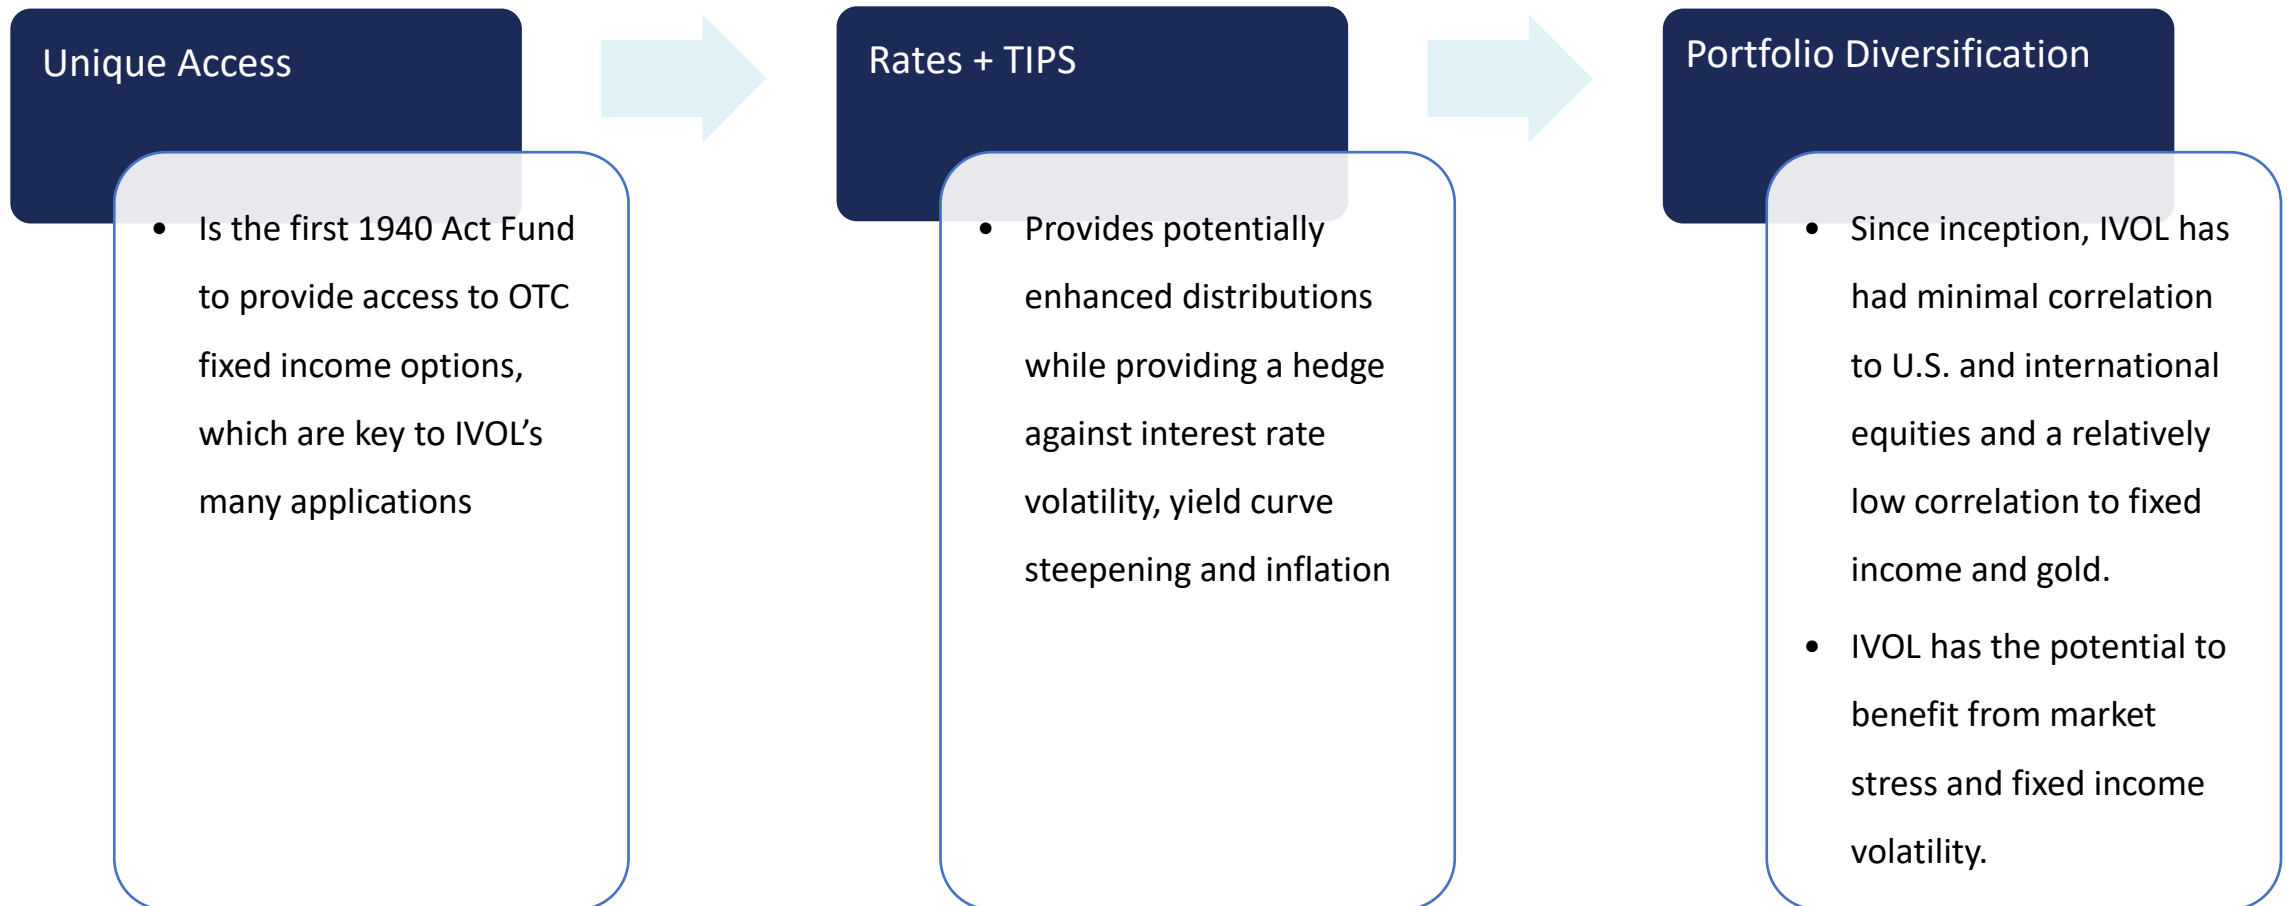 Unique Access
• Is the first 1940 Act Fund
to provide access to OTC
fixed income options,
which are key to IVOL’s
many applications
Rates + TIPS
• Provides potentially
enhanced distributions
while providing a hedge
against interest rate
volatility, yield curve
steepening and inflation
Portfolio Diversification
• Since inception, IVOL has
had minimal correlation
to U.S. and international
equities and a relatively
low correlation to fixed
income and gold.
• IVOL has the potential to
benefit from market
stress and fixed income
volatility.